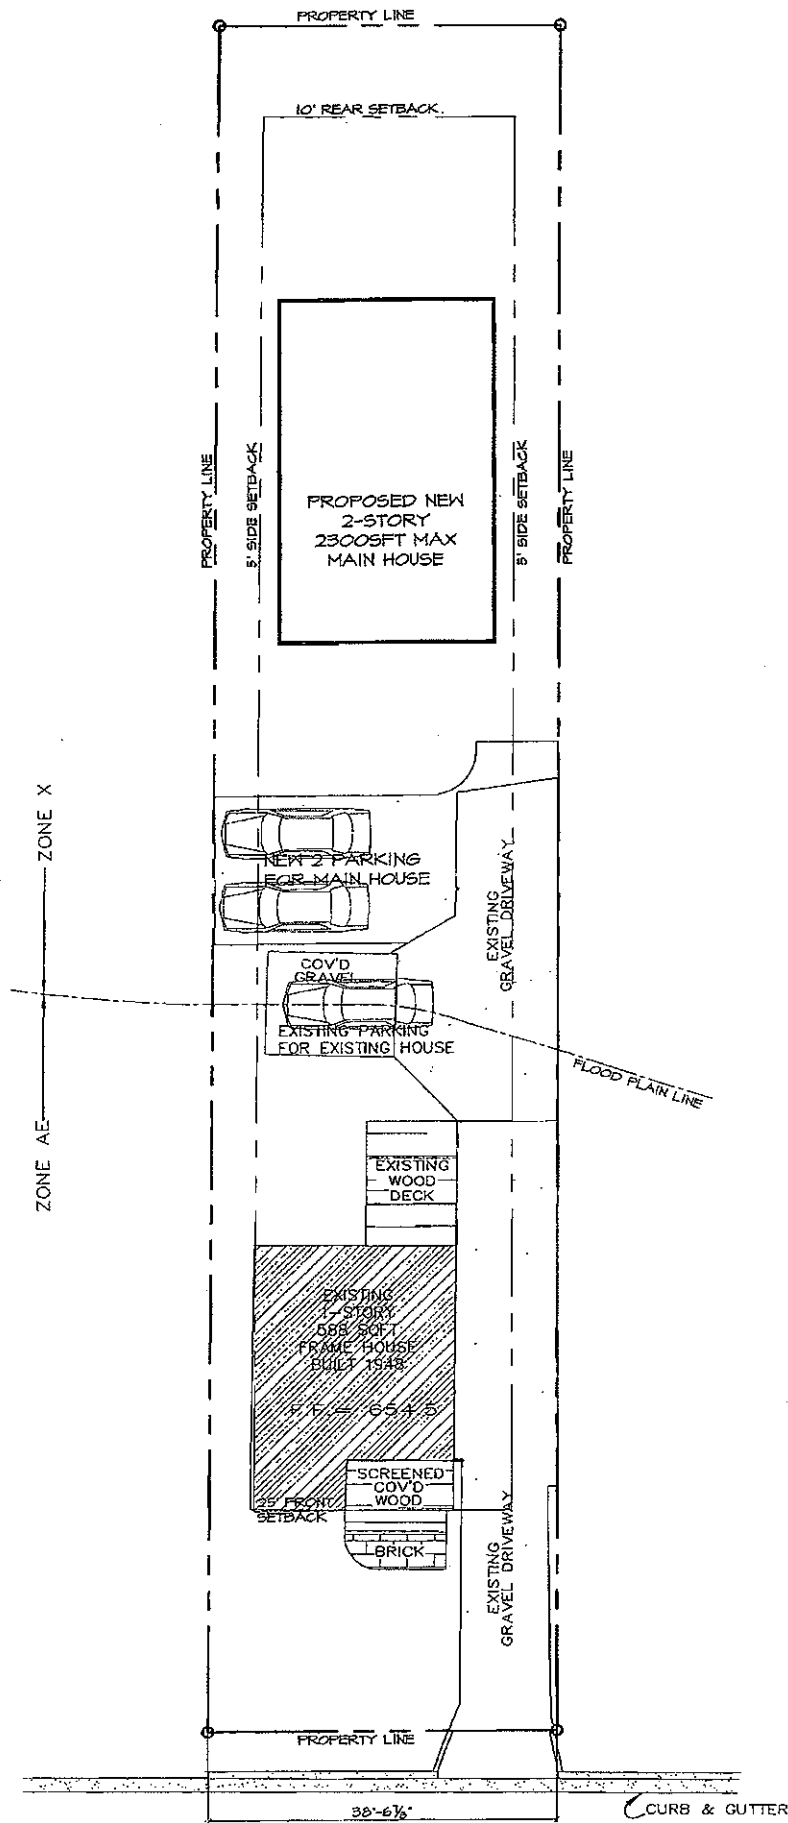 PROPERTY LINE
10' REAR SETBACK.
PROPERTY LINE
5' SIDE SETBACK
5' SIDE SETBACK
PROPERTY LINE
PROPOSED NEW
2-STORY
2300SFT MAX
MAIN HOUSE
ZONE X
NEW 2 PARKING
FOR MAIN HOUSE
EXISTING
GRAVEL DRIVEWAY
COV'D
GRAVEL
EXISTING PARKING
FOR EXISTING HOUSE
FLOOD PLAIN LINE
ZONE AE
EXISTING
WOOD
DECK
EXISTING
1-STORY
588 SQFT
FRAME HOUSE
BUILT 1948
F.F.= 654.5
SCREENED
COV'D
WOOD
25' FRONT
SETBACK
BRICK
EXISTING
GRAVEL DRIVEWAY
PROPERTY LINE
38'-6⅛"
CURB & GUTTER